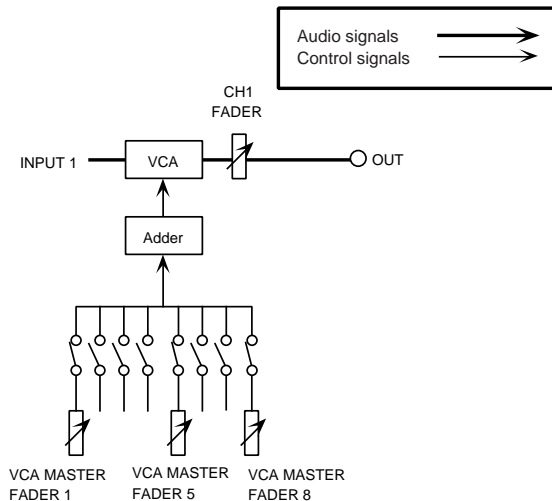 Audio signals
Control signals
CH1
FADER
INPUT 1
VCA
OUT
Adder
VCA MASTER
FADER 1
VCA MASTER
FADER 5
VCA MASTER
FADER 8